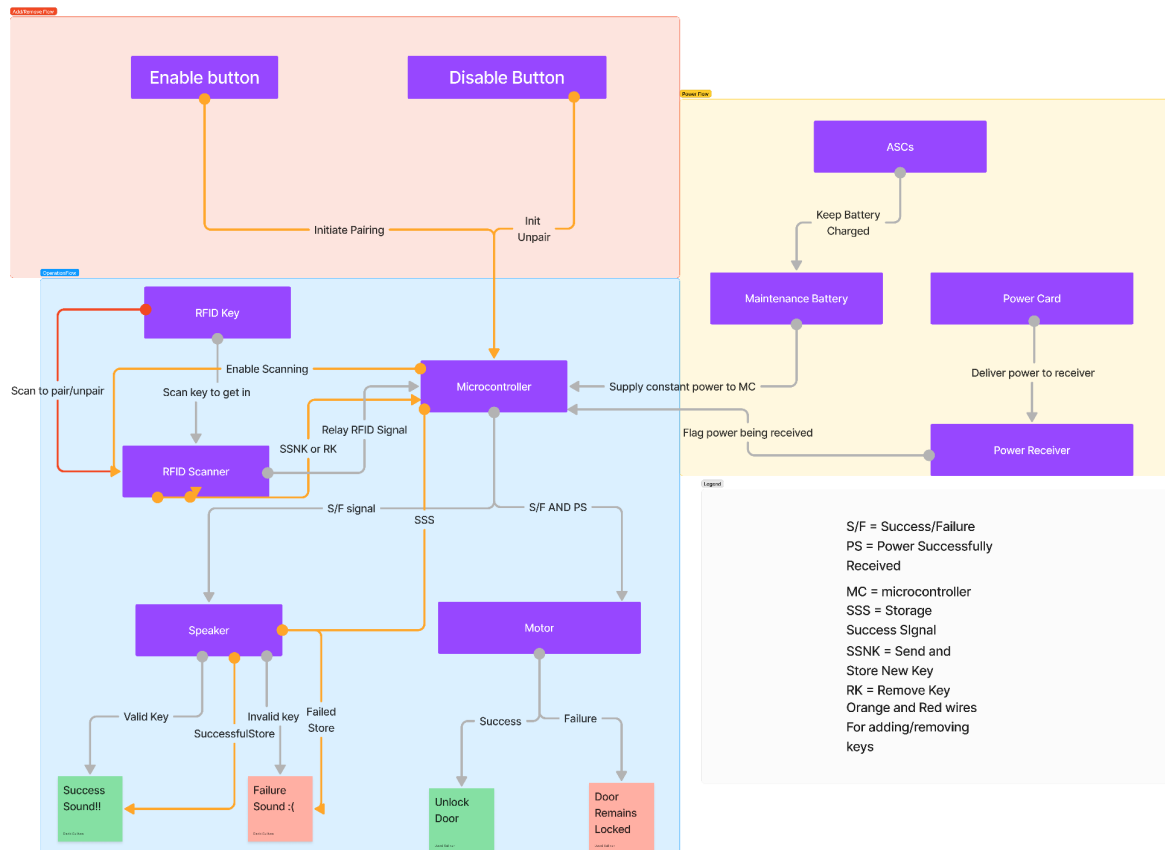 Add/Remove Flow
Enable button
Disable Button
Power Flow
ASCs
Keep Battery
Charged
Init
Unpair
Initiate Pairing
OperationFlow
RFID Key
Maintenance Battery
Power Card
Enable Scanning
Scan to pair/unpair
Scan key to get in
Microcontroller
Supply constant power to MC
Deliver power to receiver
Relay RFID Signal
Flag power being received
SSNK or RK
RFID Scanner
Power Receiver
Legend
S/F signal
S/F AND PS
SSS
S/F = Success/Failure
PS = Power Successfully
Received
MC = microcontroller
SSS = Storage
Success SIgnal
SSNK = Send and
Store New Key
RK = Remove Key
Orange and Red wires
For adding/removing
keys
Speaker
Motor
Valid Key
Invalid key
Failed
Store
SuccessfulStore
Success
Failure
Success
Sound!!
Failure
Sound :(
Unlock
Door
Door
Remains
Locked